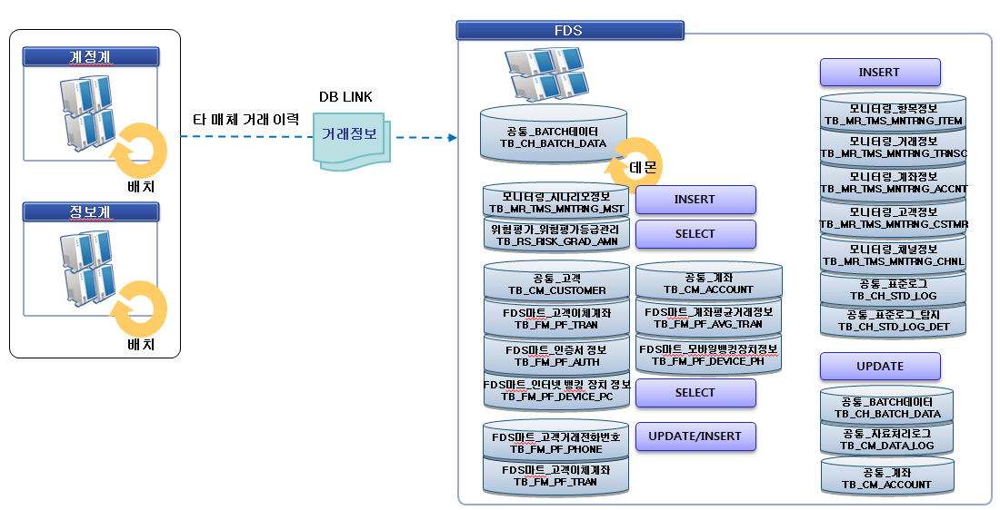 계정계
배치
정보계
배치
타 매체 거래 이력
DB LINK
거래정보
FDS
공통_BATCH데이터
TB_CH_BATCH_DATA
데몬
모니터링_시나리오정보
TB_MR_TMS_MNTRNG_MST
INSERT
위험평가_위험평가등급관리
TB_RS_RISK_GRAD_AMN
SELECT
공통_고객
TB_CM_CUSTOMER
공통_계좌
TB_CM_ACCOUNT
FDS마트_고객이체계좌
TB_FM_PF_TRAN
FDS마트_계좌평균거래정보
TB_FM_PF_AVG_TRAN
FDS마트_인증서 정보
TB_FM_PF_AUTH
FDS마트_모바일뱅킹장치정보
TB_FM_PF_DEVICE_PH
FDS마트_인터넷 뱅킹 장치 정보
TB_FM_PF_DEVICE_PC
SELECT
FDS마트_고객거래전화번호
TB_FM_PF_PHONE
UPDATE/INSERT
FDS마트_고객이체계좌
TB_FM_PF_TRAN
INSERT
모니터링_항목정보
TB_MR_TMS_MNTRNG_ITEM
모니터링_거래정보
TB_MR_TMS_MNTRNG_TRNSC
모니터링_계좌정보
TB_MR_TMS_MNTRNG_ACCNT
모니터링_고객정보
TB_MR_TMS_MNTRNG_CSTMR
모니터링_채널정보
TB_MR_TMS_MNTRNG_CHNL
공통_표준로그
TB_CH_STD_LOG
공통_표준로그_탐지
TB_CH_STD_LOG_DET
UPDATE
공통_BATCH데이터
TB_CH_BATCH_DATA
공통_자료처리로그
TB_CM_DATA_LOG
공통_계좌
TB_CM_ACCOUNT